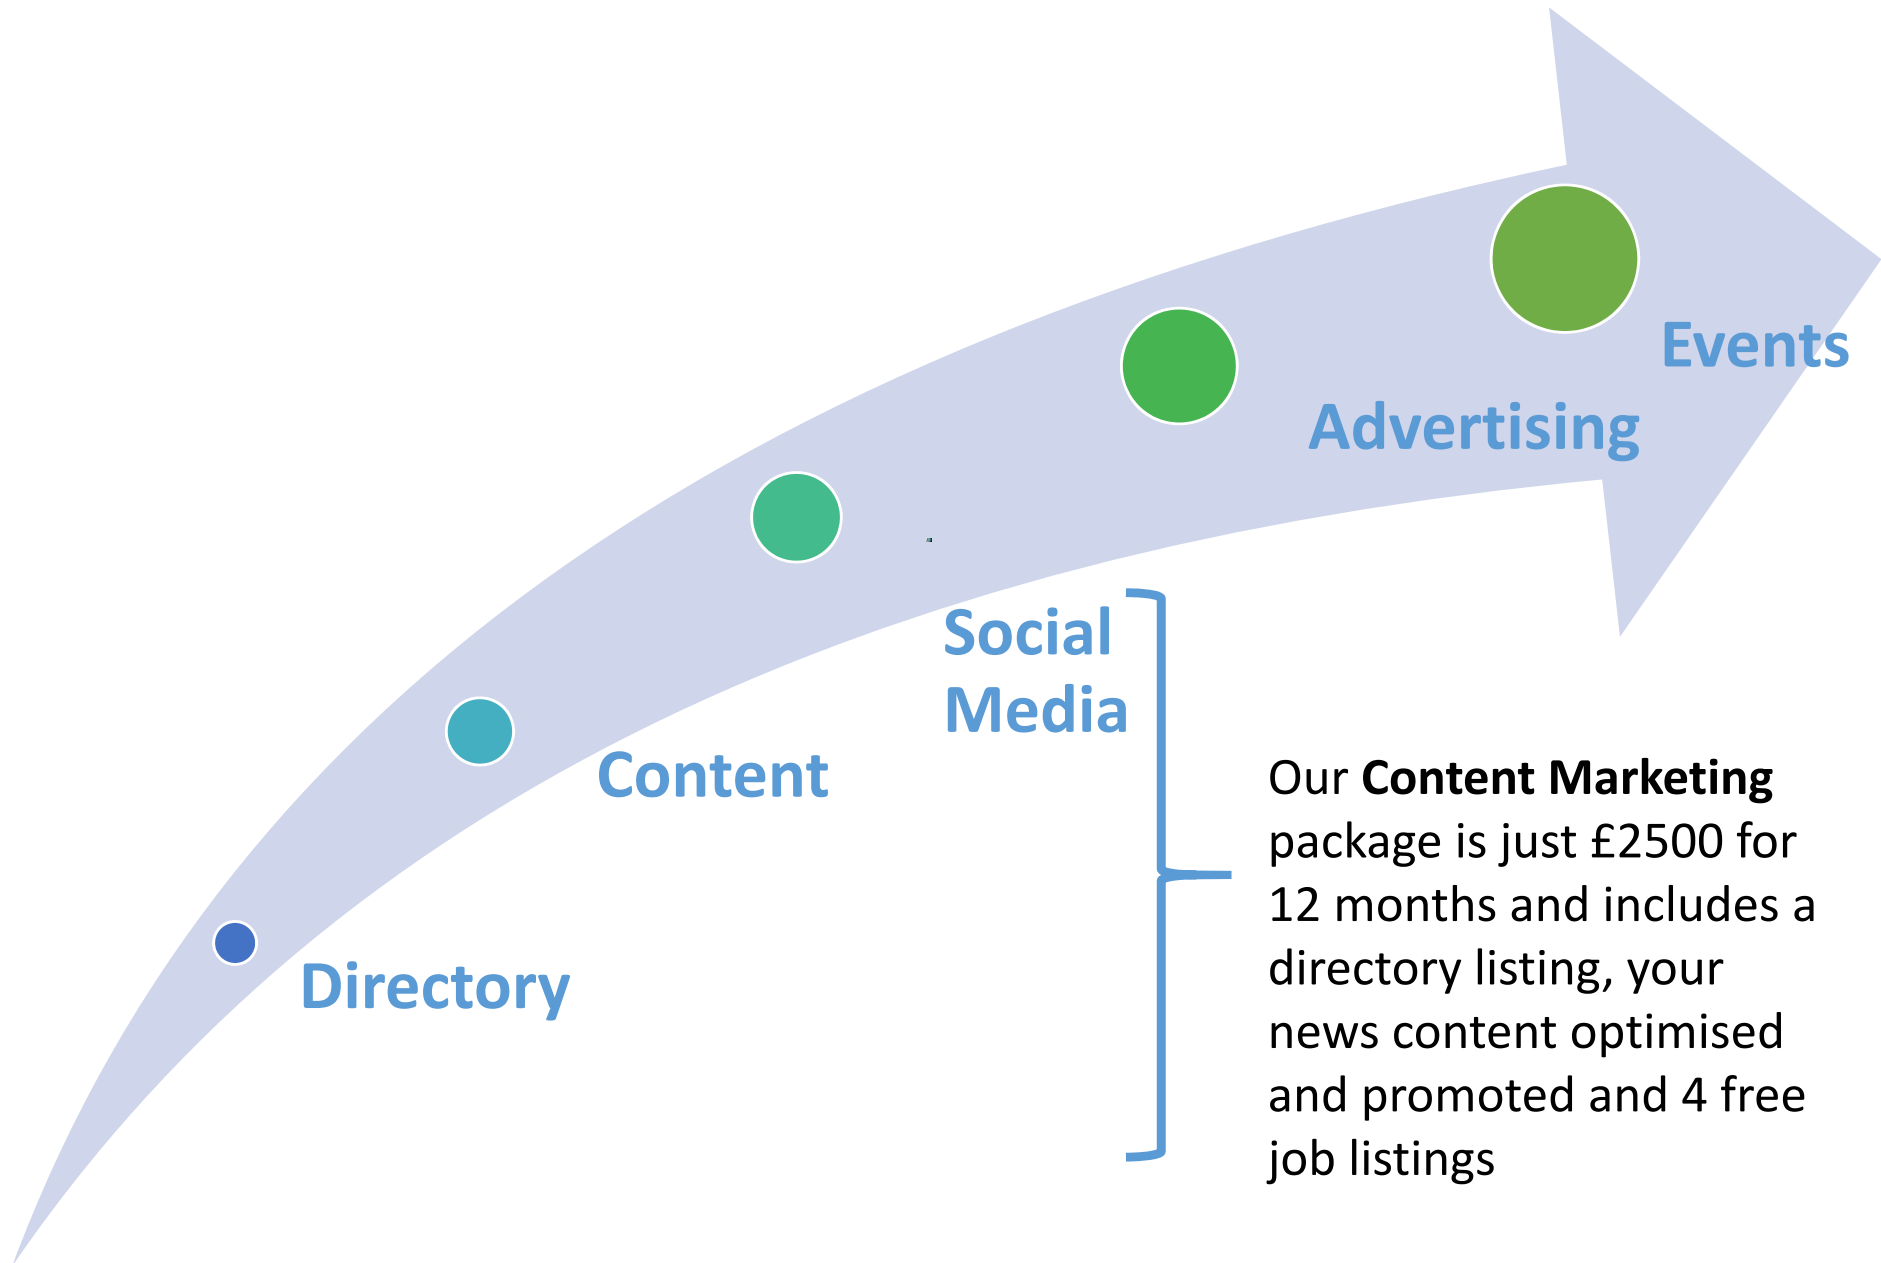 Events
Advertising
Social
Media
Content
Directory
Our Content Marketing
package is just £2500 for
12 months and includes a
directory listing, your
news content optimised
and promoted and 4 free
job listings